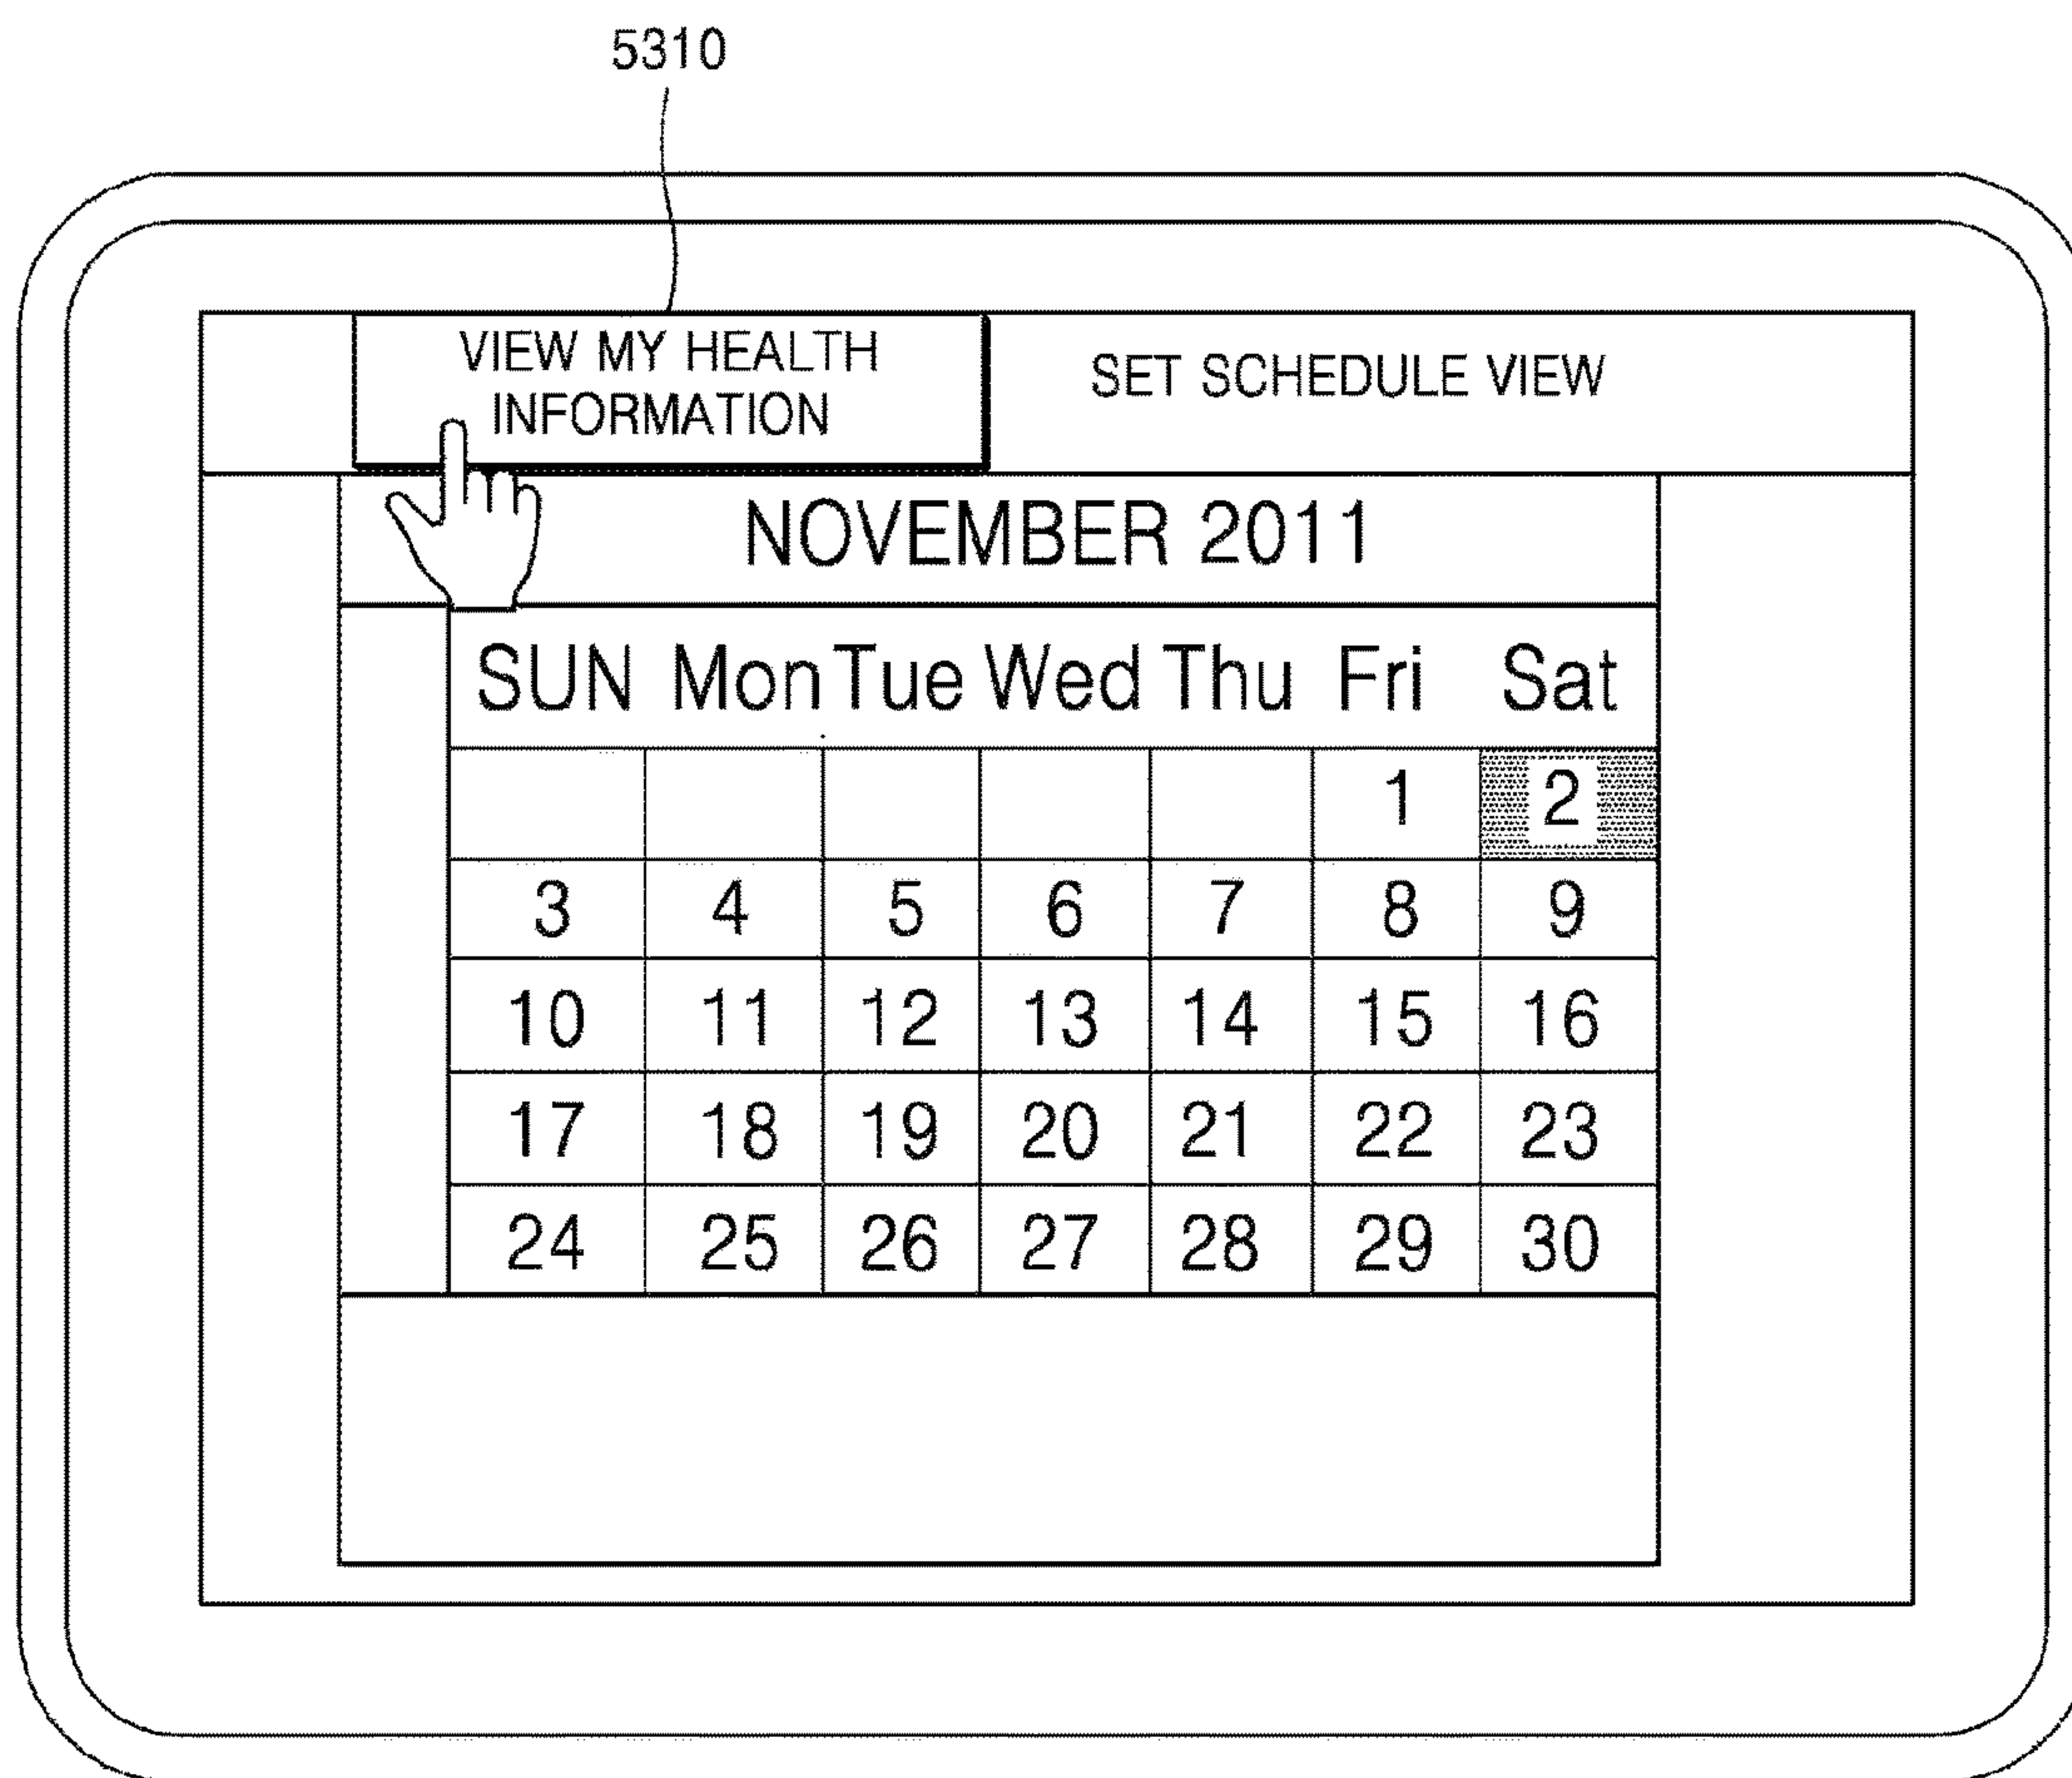 5310
VIEW MY HEALTH
INFORMATION
SET SCHEDULE VIEW
NOVEMBER 2011
SUN Mon Tue Wed Thu Fri Sat
1 2
3 4 5 6 7 8 9
10 11 12 13 14 15 16
17 18 19 20 21 22 23
24 25 26 27 28 29 30